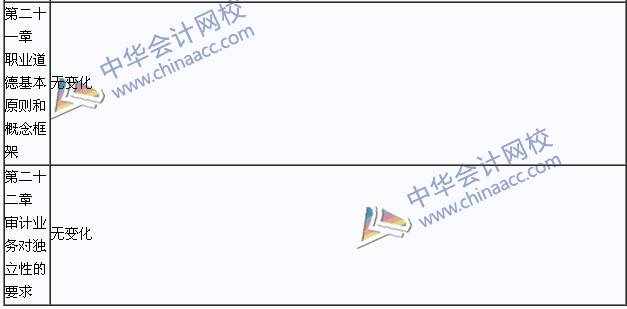 第二十
一章
职业道
德基本
原则和
概念框
架
无变化
中华会计网校
www.chinaacc.com
第二十
二章
审计业
务对独
立性的
要求
无变化
中华会计网校
www.chinaacc.com